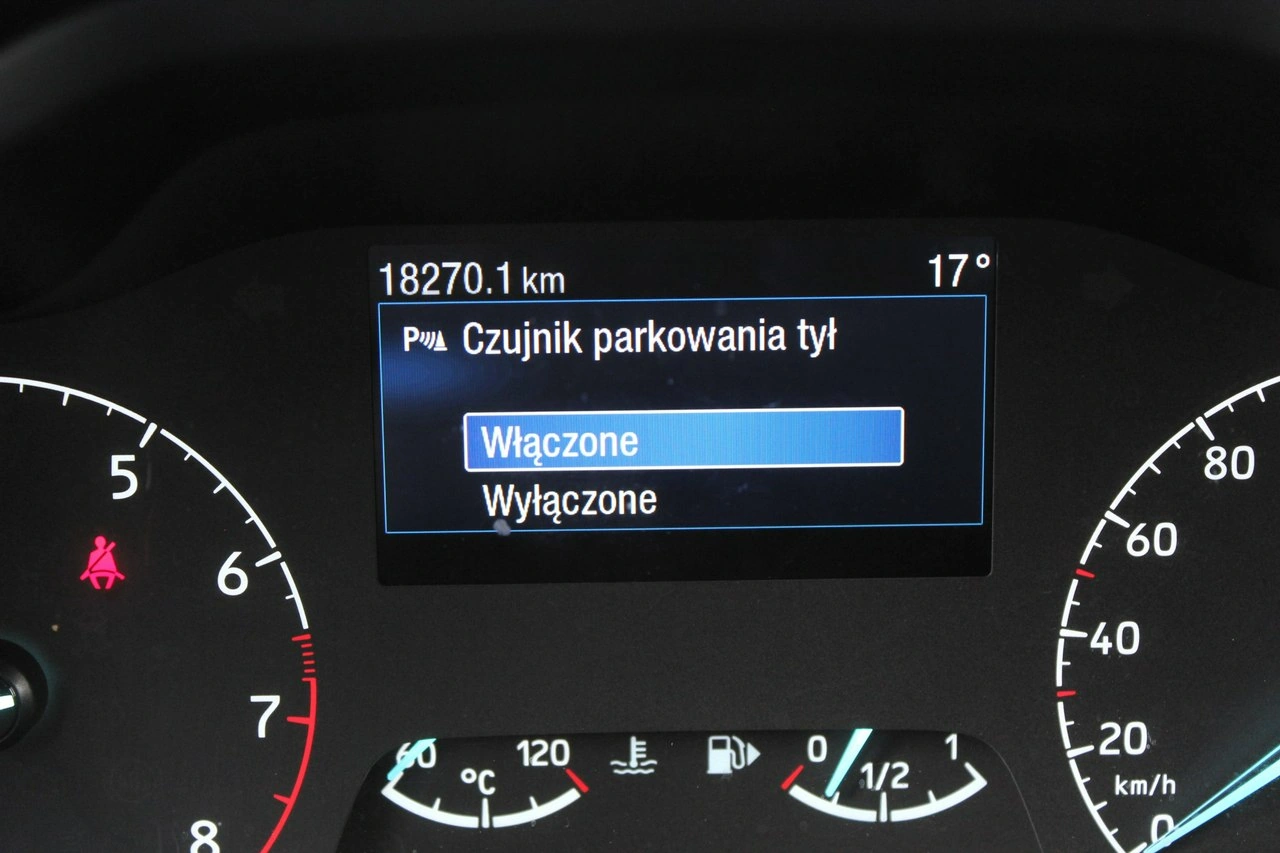 18270.1 km 17°
P Czujnik parkowania tył
Włączone
Wyłączone
5
6
7
8
60 °C 120
0 1/2 1
80
60
40
20
km/h
0